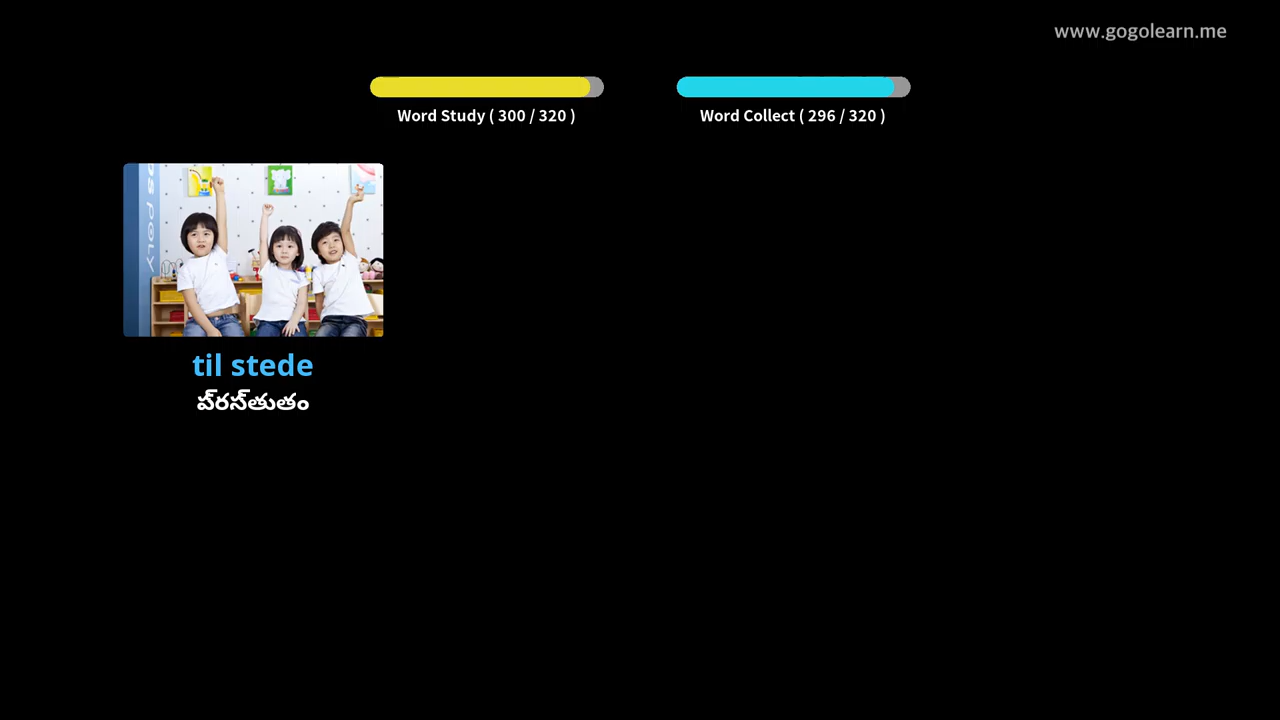 www.gogolearn.me
Word Study ( 300 / 320 )
Word Collect ( 296 / 320 )
til stede
ప్రస్తుతం